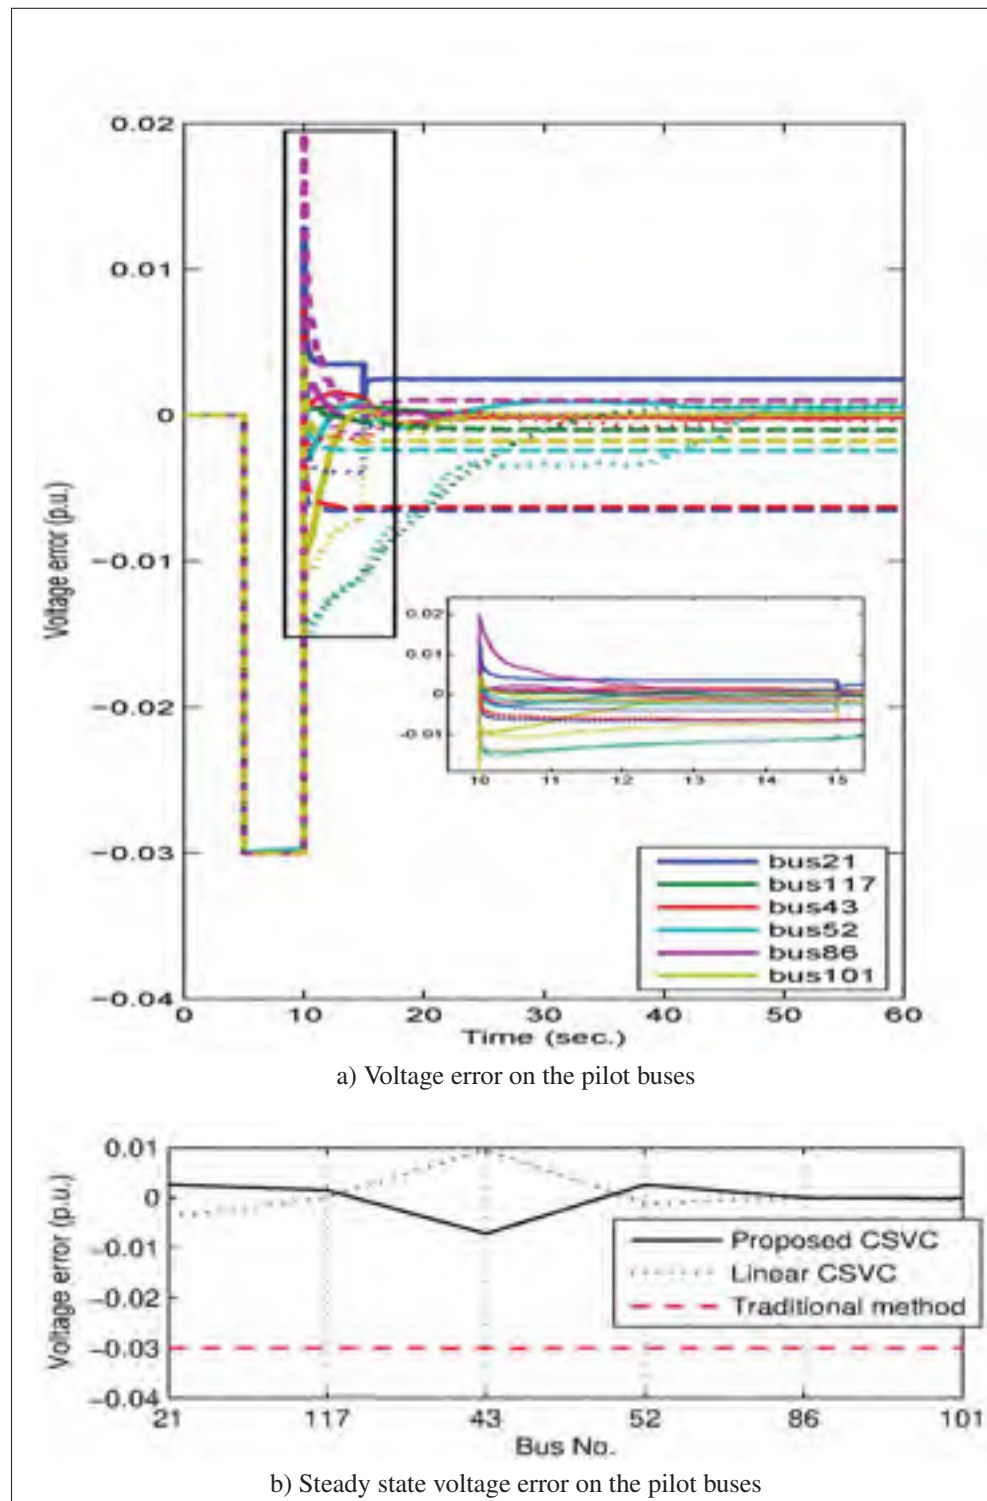 0.02
0.01
0
−0.01
−0.02
−0.03
−0.04
Voltage error (p.u.)
0.02
0.01
0
-0.01
10 11 12 13 14 15
bus21
bus117
bus43
bus52
bus86
bus101
0 10 20 30 40 50 60
Time (sec.)
a) Voltage error on the pilot buses
0.01
0
−0.01
−0.02
−0.03
−0.04
Voltage error (p.u.)
Proposed CSVC
Linear CSVC
Traditional method
21 117 43 52 86 101
Bus No.
b) Steady state voltage error on the pilot buses